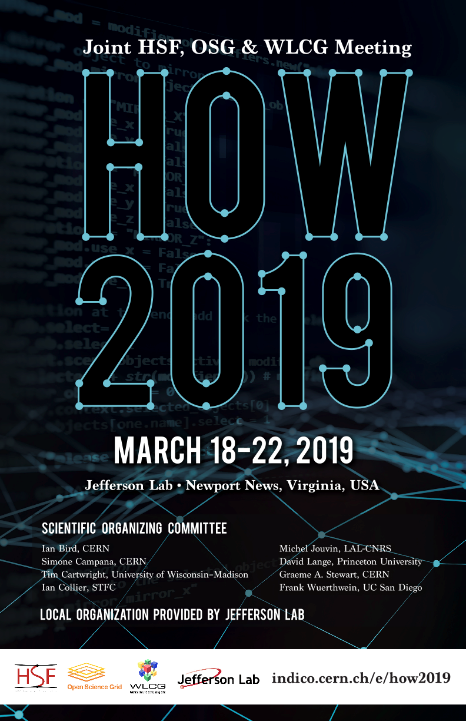 Joint HSF, OSG & WLCG Meeting
HOW
2019
MARCH 18-22, 2019
Jefferson Lab • Newport News, Virginia, USA
SCIENTIFIC ORGANIZING COMMITTEE
Ian Bird, CERN
Simone Campana, CERN
Tim Cartwright, University of Wisconsin–Madison
Ian Collier, STFC
Michel Jouvin, LAL-CNRS
David Lange, Princeton University
Graeme A. Stewart, CERN
Frank Wuerthwein, UC San Diego
LOCAL ORGANIZATION PROVIDED BY JEFFERSON LAB
HSF
Open Science Grid
WLCG
Jefferson Lab
indico.cern.ch/e/how2019